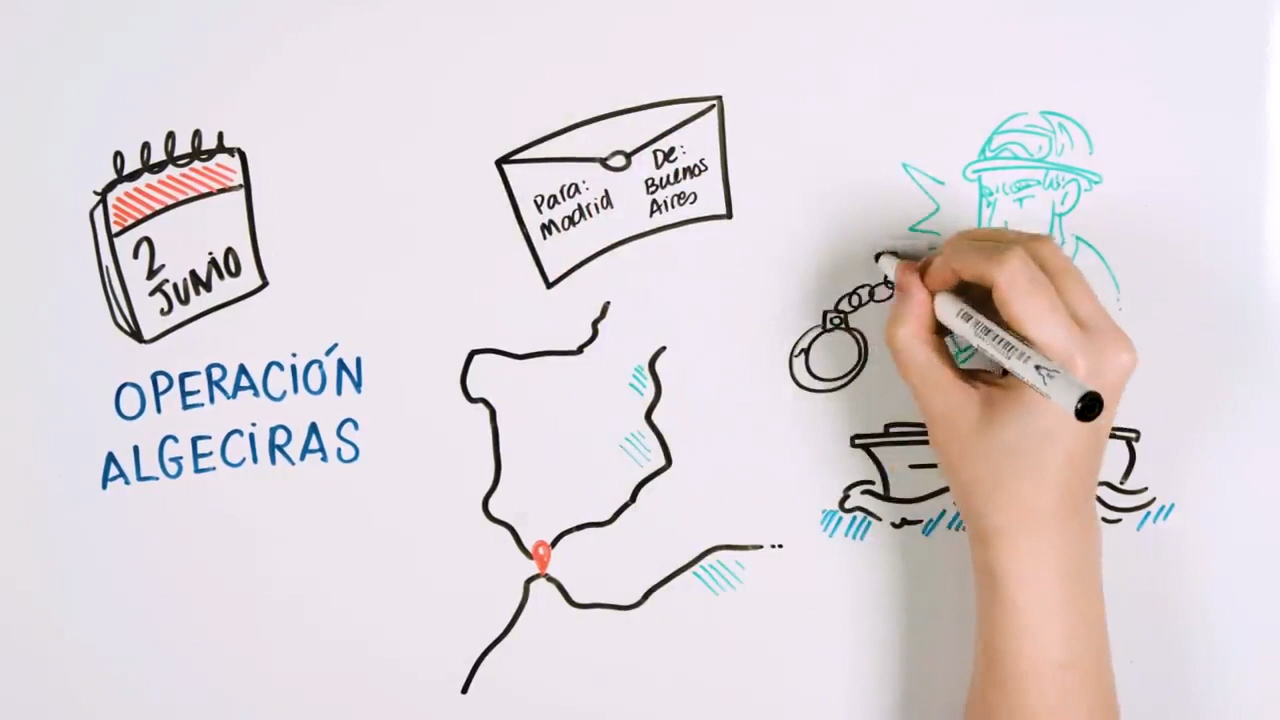 2
JUNiO
OPERACIÓN
ALGECiRAS
Para:
Madrid
De:
Buenos
Aires